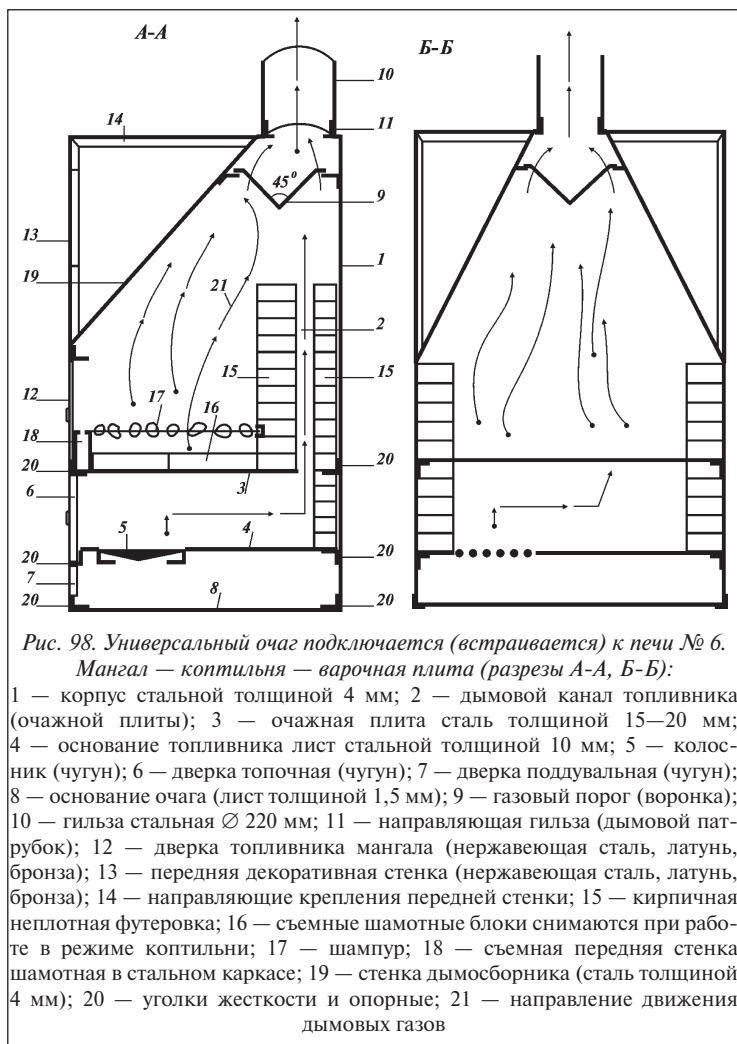 А-А
Б-Б
10
14
11
45°
9
13
1
19
21
2
15
15
12
17
16
18
20
20
3
6
5
4
20
20
7
20
8
20
Рис. 98. Универсальный очаг подключается (встраивается) к печи № 6.
Мангал — коптильня — варочная плита (разрезы А-А, Б-Б):
1 — корпус стальной толщиной 4 мм; 2 — дымовой канал топливника
(очажной плиты); 3 — очажная плита сталь толщиной 15—20 мм;
4 — основание топливника лист стальной толщиной 10 мм; 5 — колос-
ник (чугун); 6 — дверка топочная (чугун); 7 — дверка поддувальная (чугун);
8 — основание очага (лист толщиной 1,5 мм); 9 — газовый порог (воронка);
10 — гильза стальная ∅ 220 мм; 11 — направляющая гильза (дымовой пат-
рубок); 12 — дверка топливника мангала (нержавеющая сталь, латунь,
бронза); 13 — передняя декоративная стенка (нержавеющая сталь, латунь,
бронза); 14 — направляющие крепления передней стенки; 15 — кирпичная
неплотная футеровка; 16 — съемные шамотные блоки снимаются при рабо-
те в режиме коптильни; 17 — шампур; 18 — съемная передняя стенка
шамотная в стальном каркасе; 19 — стенка дымосборника (сталь толщиной
4 мм); 20 — уголки жесткости и опорные; 21 — направление движения
дымовых газов